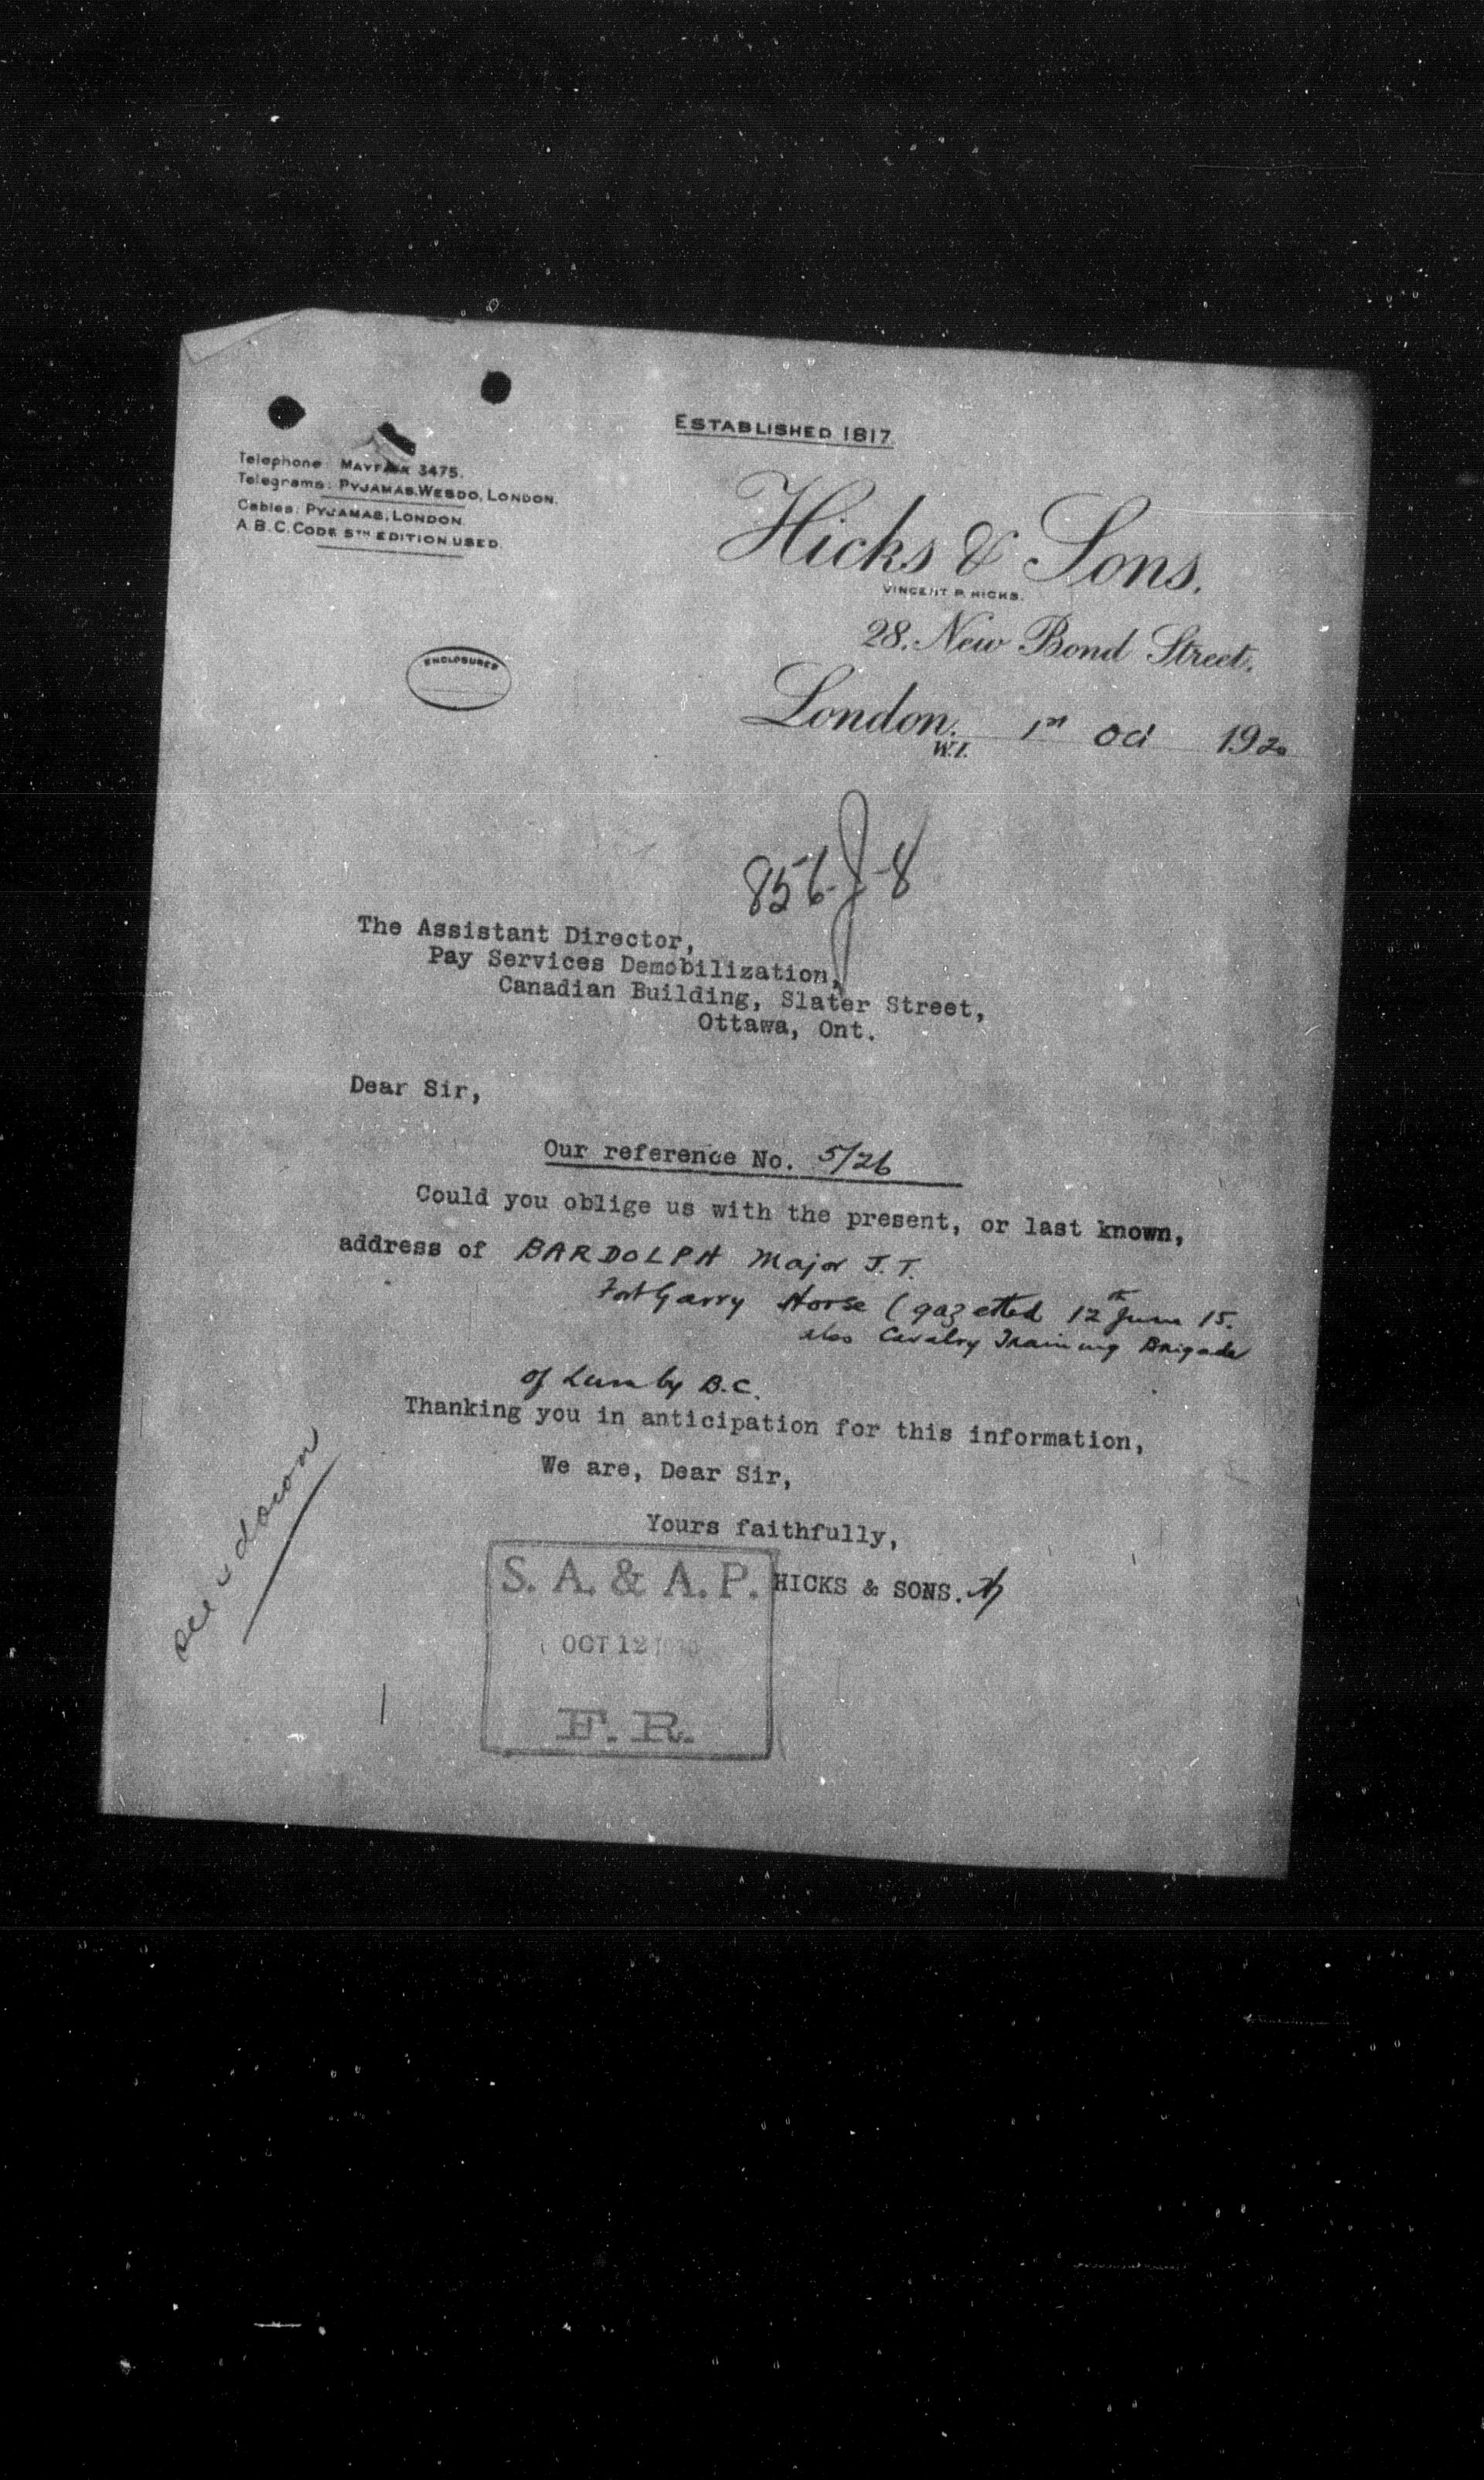 ESTABLISHED 1817
Telephone: MAYFAIR 3475.
Telegrams: PYJAMAS, WESDO, LONDON.
Cables: PYJAMAS, LONDON
A.B.C. CODE 5TH EDITION USED.
Hicks & Sons.
VINCENT P. HICKS.
28. New Bond Street.
ENCLOSURES
London. 1st Oct 1920
W.1.
856-J-8
The Assistant Director,
Pay Services Demobilization,
Canadian Building, Slater Street,
Ottawa, Ont.
Dear Sir,
Our reference No. 5/26
Could you oblige us with the present, or last known,
address of BARDOLPH Major J. T.
Fort Garry Horse (gazetted 12th June 15.
also Cavalry Training Brigade
of Lumby B.C.
Thanking you in anticipation for this information,
We are, Dear Sir,
Yours faithfully,
HICKS & SONS.
S. A. & A. P.
OCT 12
F. R.